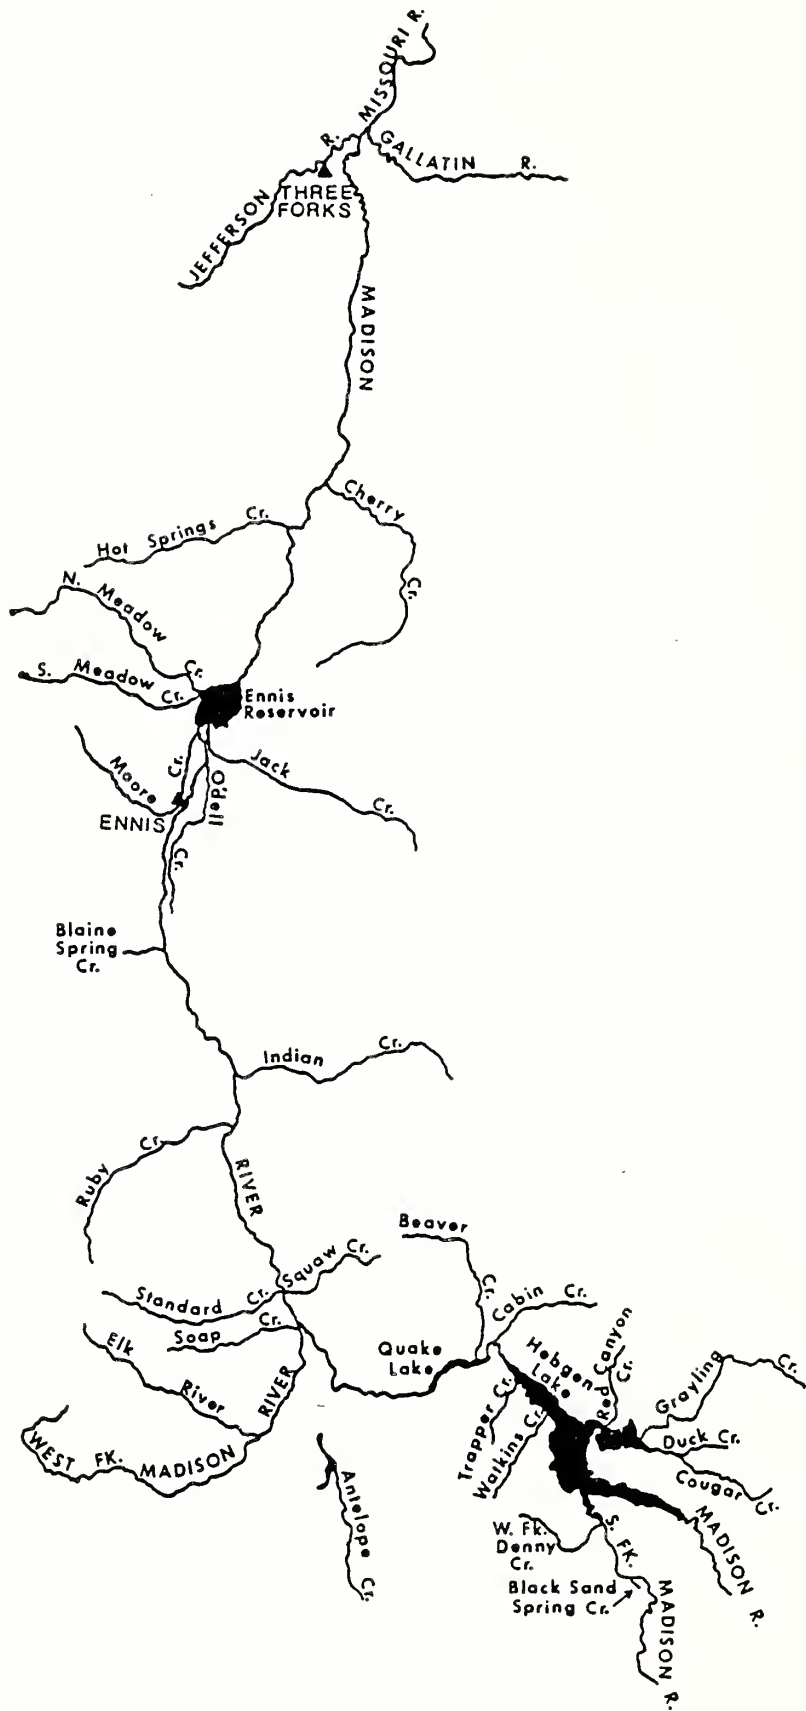 MISSOURI R.
GALLATIN R.
JEFFERSON R.
THREE
FORKS
MADISON
Cherry Cr.
Hot Springs Cr.
N. Meadow Cr.
S. Meadow Cr.
Ennis
Reservoir
Moore Cr.
Jack Cr.
O'dell Cr.
ENNIS
Blaine
Spring
Cr.
Indian Cr.
Ruby Cr.
RIVER
Squaw Cr.
Standard Cr.
Soap Cr.
Elk River
WEST FK. MADISON RIVER
Beaver Cr.
Cabin Cr.
Quake
Lake
Hebgen
Lake
Red Canyon
Cr.
Grayling Cr.
Duck Cr.
Cougar Cr.
Trapper Cr.
Watkins Cr.
MADISON R.
Antelope Cr.
W. Fk.
Denny
Cr.
S. FK. MADISON R.
Black Sand
Spring Cr.